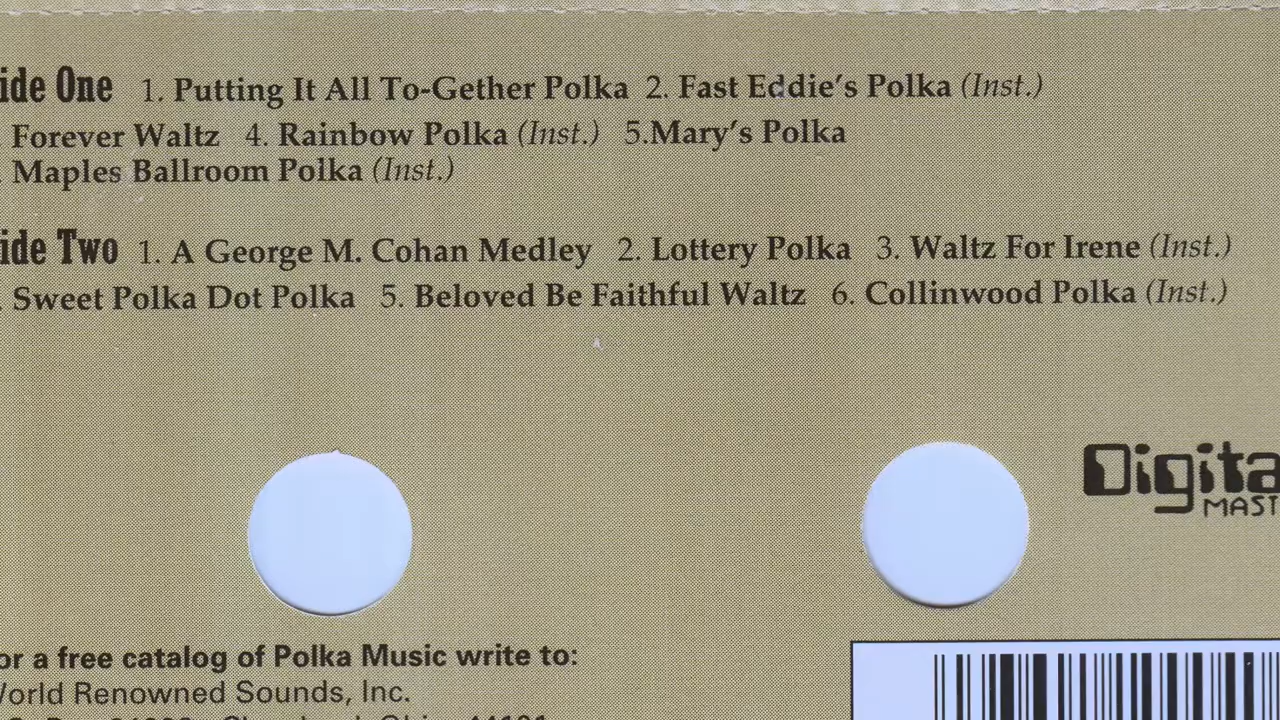 ide One 1. Putting It All To-Gether Polka 2. Fast Eddie's Polka (Inst.)
. Forever Waltz 4. Rainbow Polka (Inst.) 5.Mary's Polka
. Maples Ballroom Polka (Inst.)
ide Two 1. A George M. Cohan Medley 2. Lottery Polka 3. Waltz For Irene (Inst.)
. Sweet Polka Dot Polka 5. Beloved Be Faithful Waltz 6. Collinwood Polka (Inst.)
Digita
MAST
or a free catalog of Polka Music write to:
orld Renowned Sounds, Inc.